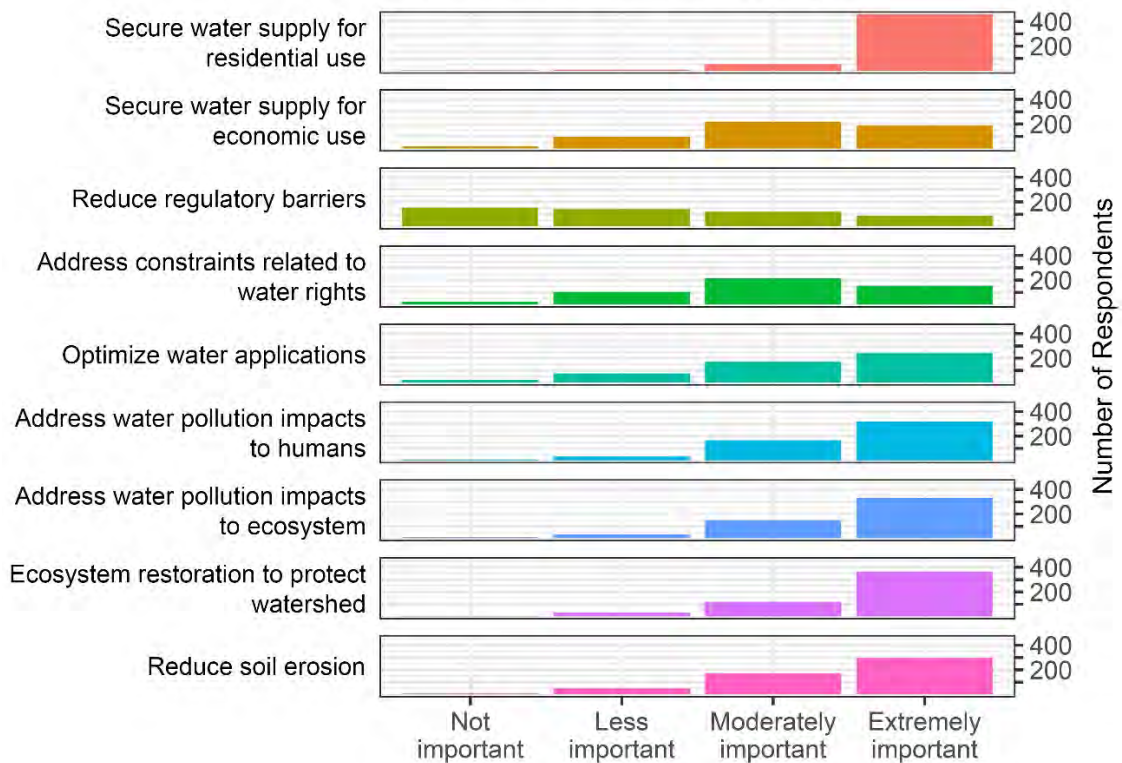 Secure water supply for
residential use
400
200
Secure water supply for
economic use
400
200
Reduce regulatory barriers
400
200
Address constraints related to
water rights
400
200
Optimize water applications
400
200
Address water pollution impacts
to humans
400
200
Address water pollution impacts
to ecosystem
400
200
Ecosystem restoration to protect
watershed
400
200
Reduce soil erosion
400
200
Number of Respondents
Not
important
Less
important
Moderately
important
Extremely
important